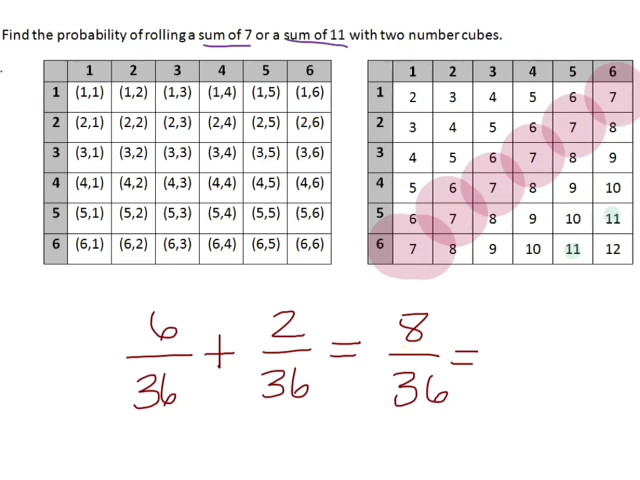 Find the probability of rolling a sum of 7 or a sum of 11 with two number cubes.
1 2 3 4 5 6
1 (1,1) (1,2) (1,3) (1,4) (1,5) (1,6)
2 (2,1) (2,2) (2,3) (2,4) (2,5) (2,6)
3 (3,1) (3,2) (3,3) (3,4) (3,5) (3,6)
4 (4,1) (4,2) (4,3) (4,4) (4,5) (4,6)
5 (5,1) (5,2) (5,3) (5,4) (5,5) (5,6)
6 (6,1) (6,2) (6,3) (6,4) (6,5) (6,6)
1 2 3 4 5 6
1 2 3 4 5 6 7
2 3 4 5 6 7 8
3 4 5 6 7 8 9
4 5 6 7 8 9 10
5 6 7 8 9 10 11
6 7 8 9 10 11 12
6/36 + 2/36 = 8/36 =